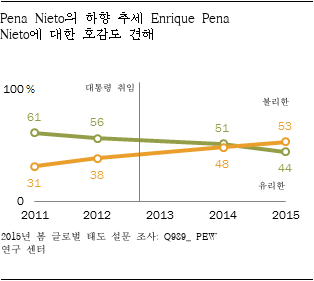 Pena Nieto의 하향 추세 Enrique Pena
Nieto에 대한 호감도 견해
100 %
대통령 취임
불리한
61
56
51
53
31
38
48
44
유리한
0
2011
2012
2013
2014
2015
2015년 봄 글로벌 태도 설문 조사: Q989_ PEW
연구 센터